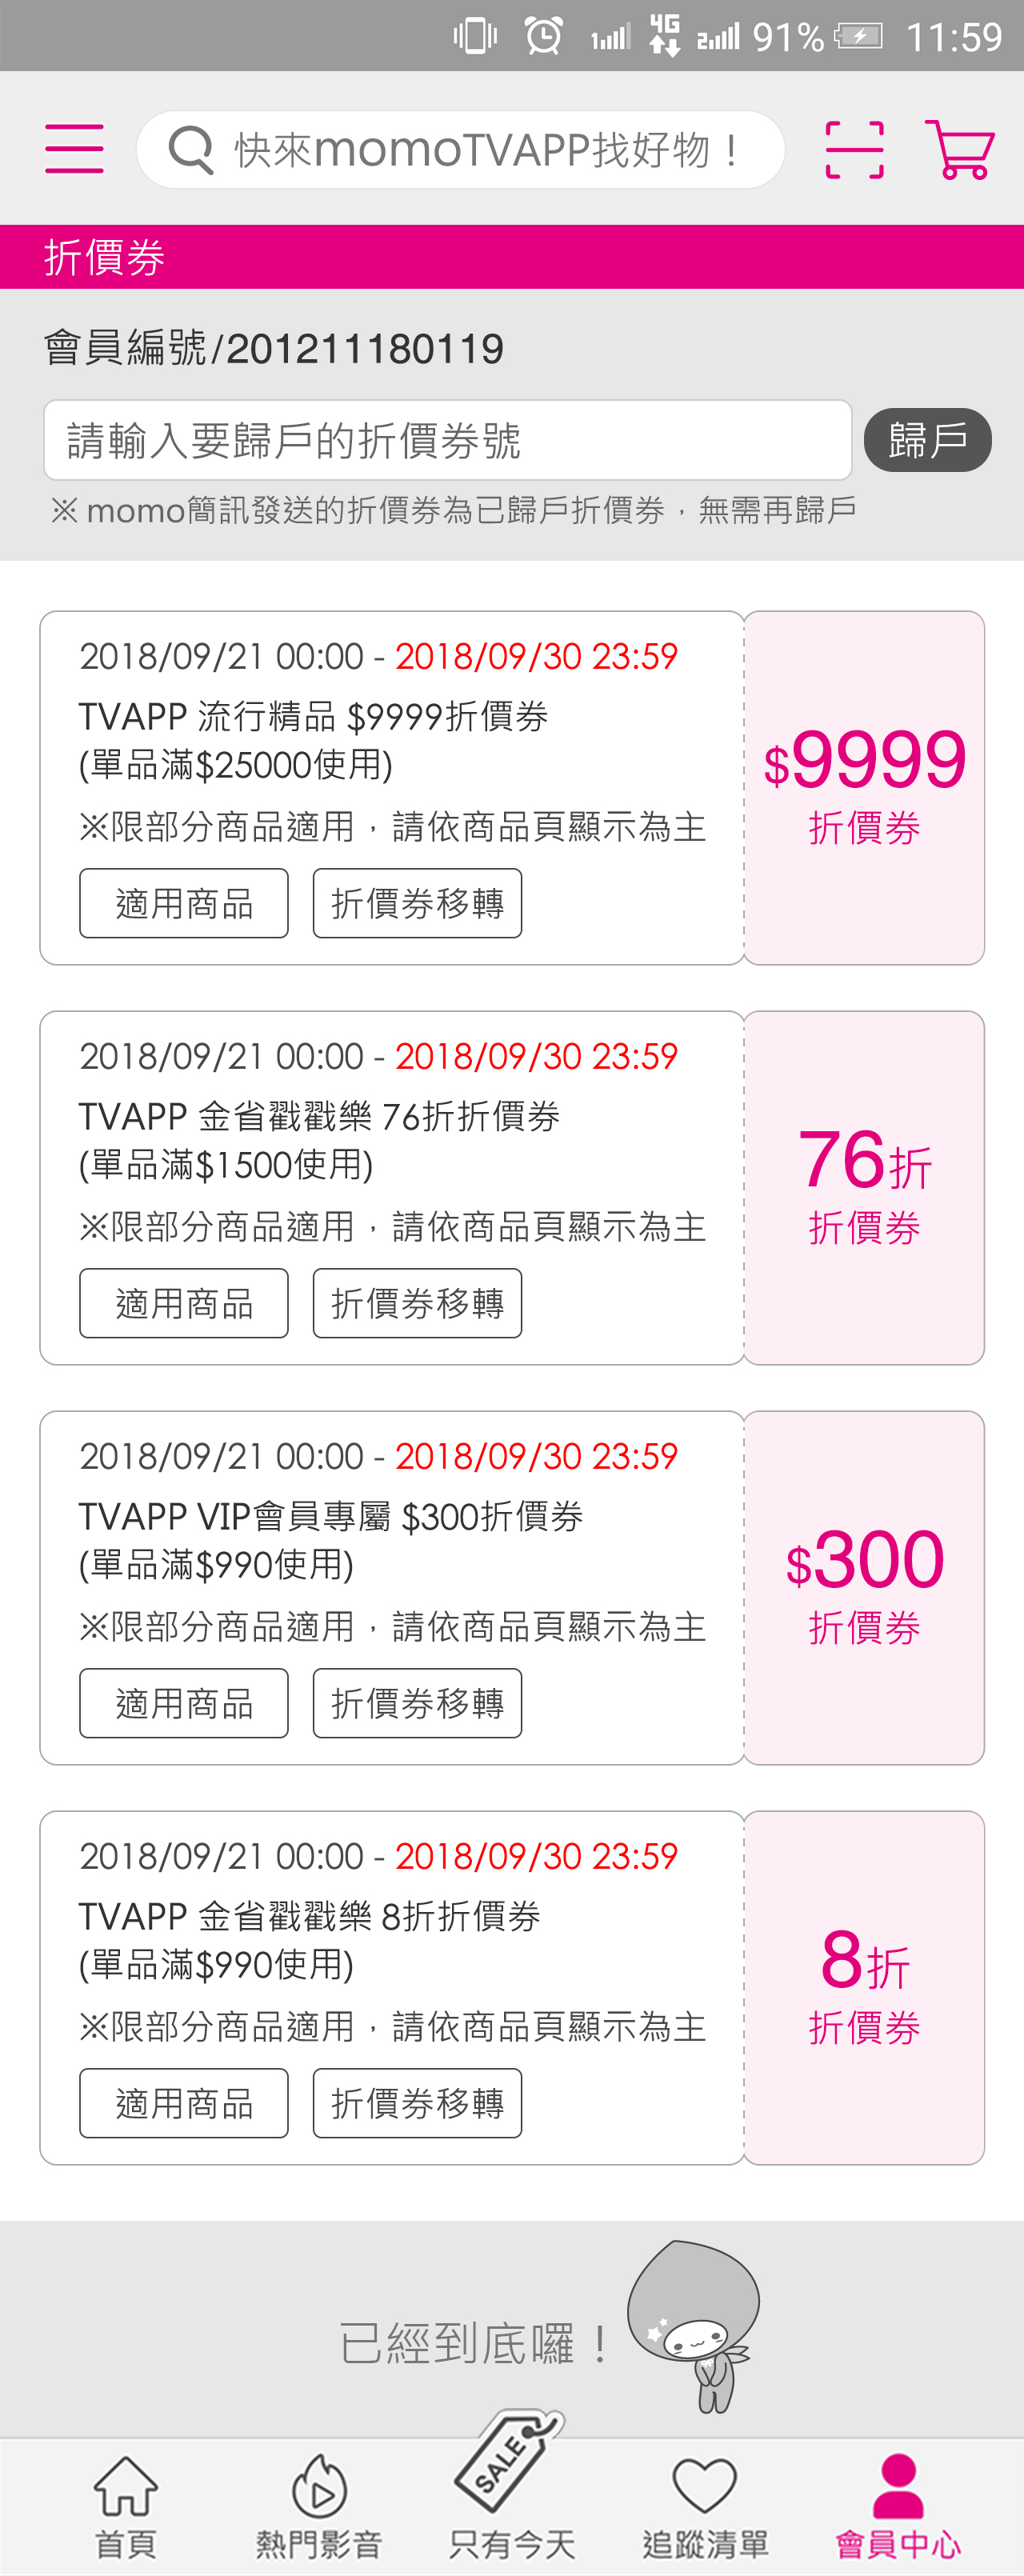 1 4G 2 91% 11:59
快來momoTVAPP找好物！
折價券
會員編號/201211180119
請輸入要歸戶的折價券號 歸戶
※ momo簡訊發送的折價券為已歸戶折價券，無需再歸戶
2018/09/21 00:00 - 2018/09/30 23:59
TVAPP 流行精品 $9999折價券
(單品滿$25000使用)
※限部分商品適用，請依商品頁顯示為主
適用商品 折價券移轉
$9999
折價券
2018/09/21 00:00 - 2018/09/30 23:59
TVAPP 金省戳戳樂 76折折價券
(單品滿$1500使用)
※限部分商品適用，請依商品頁顯示為主
適用商品 折價券移轉
76折
折價券
2018/09/21 00:00 - 2018/09/30 23:59
TVAPP VIP會員專屬 $300折價券
(單品滿$990使用)
※限部分商品適用，請依商品頁顯示為主
適用商品 折價券移轉
$300
折價券
2018/09/21 00:00 - 2018/09/30 23:59
TVAPP 金省戳戳樂 8折折價券
(單品滿$990使用)
※限部分商品適用，請依商品頁顯示為主
適用商品 折價券移轉
8折
折價券
已經到底囉！
SALE
首頁 熱門影音 只有今天 追蹤清單 會員中心